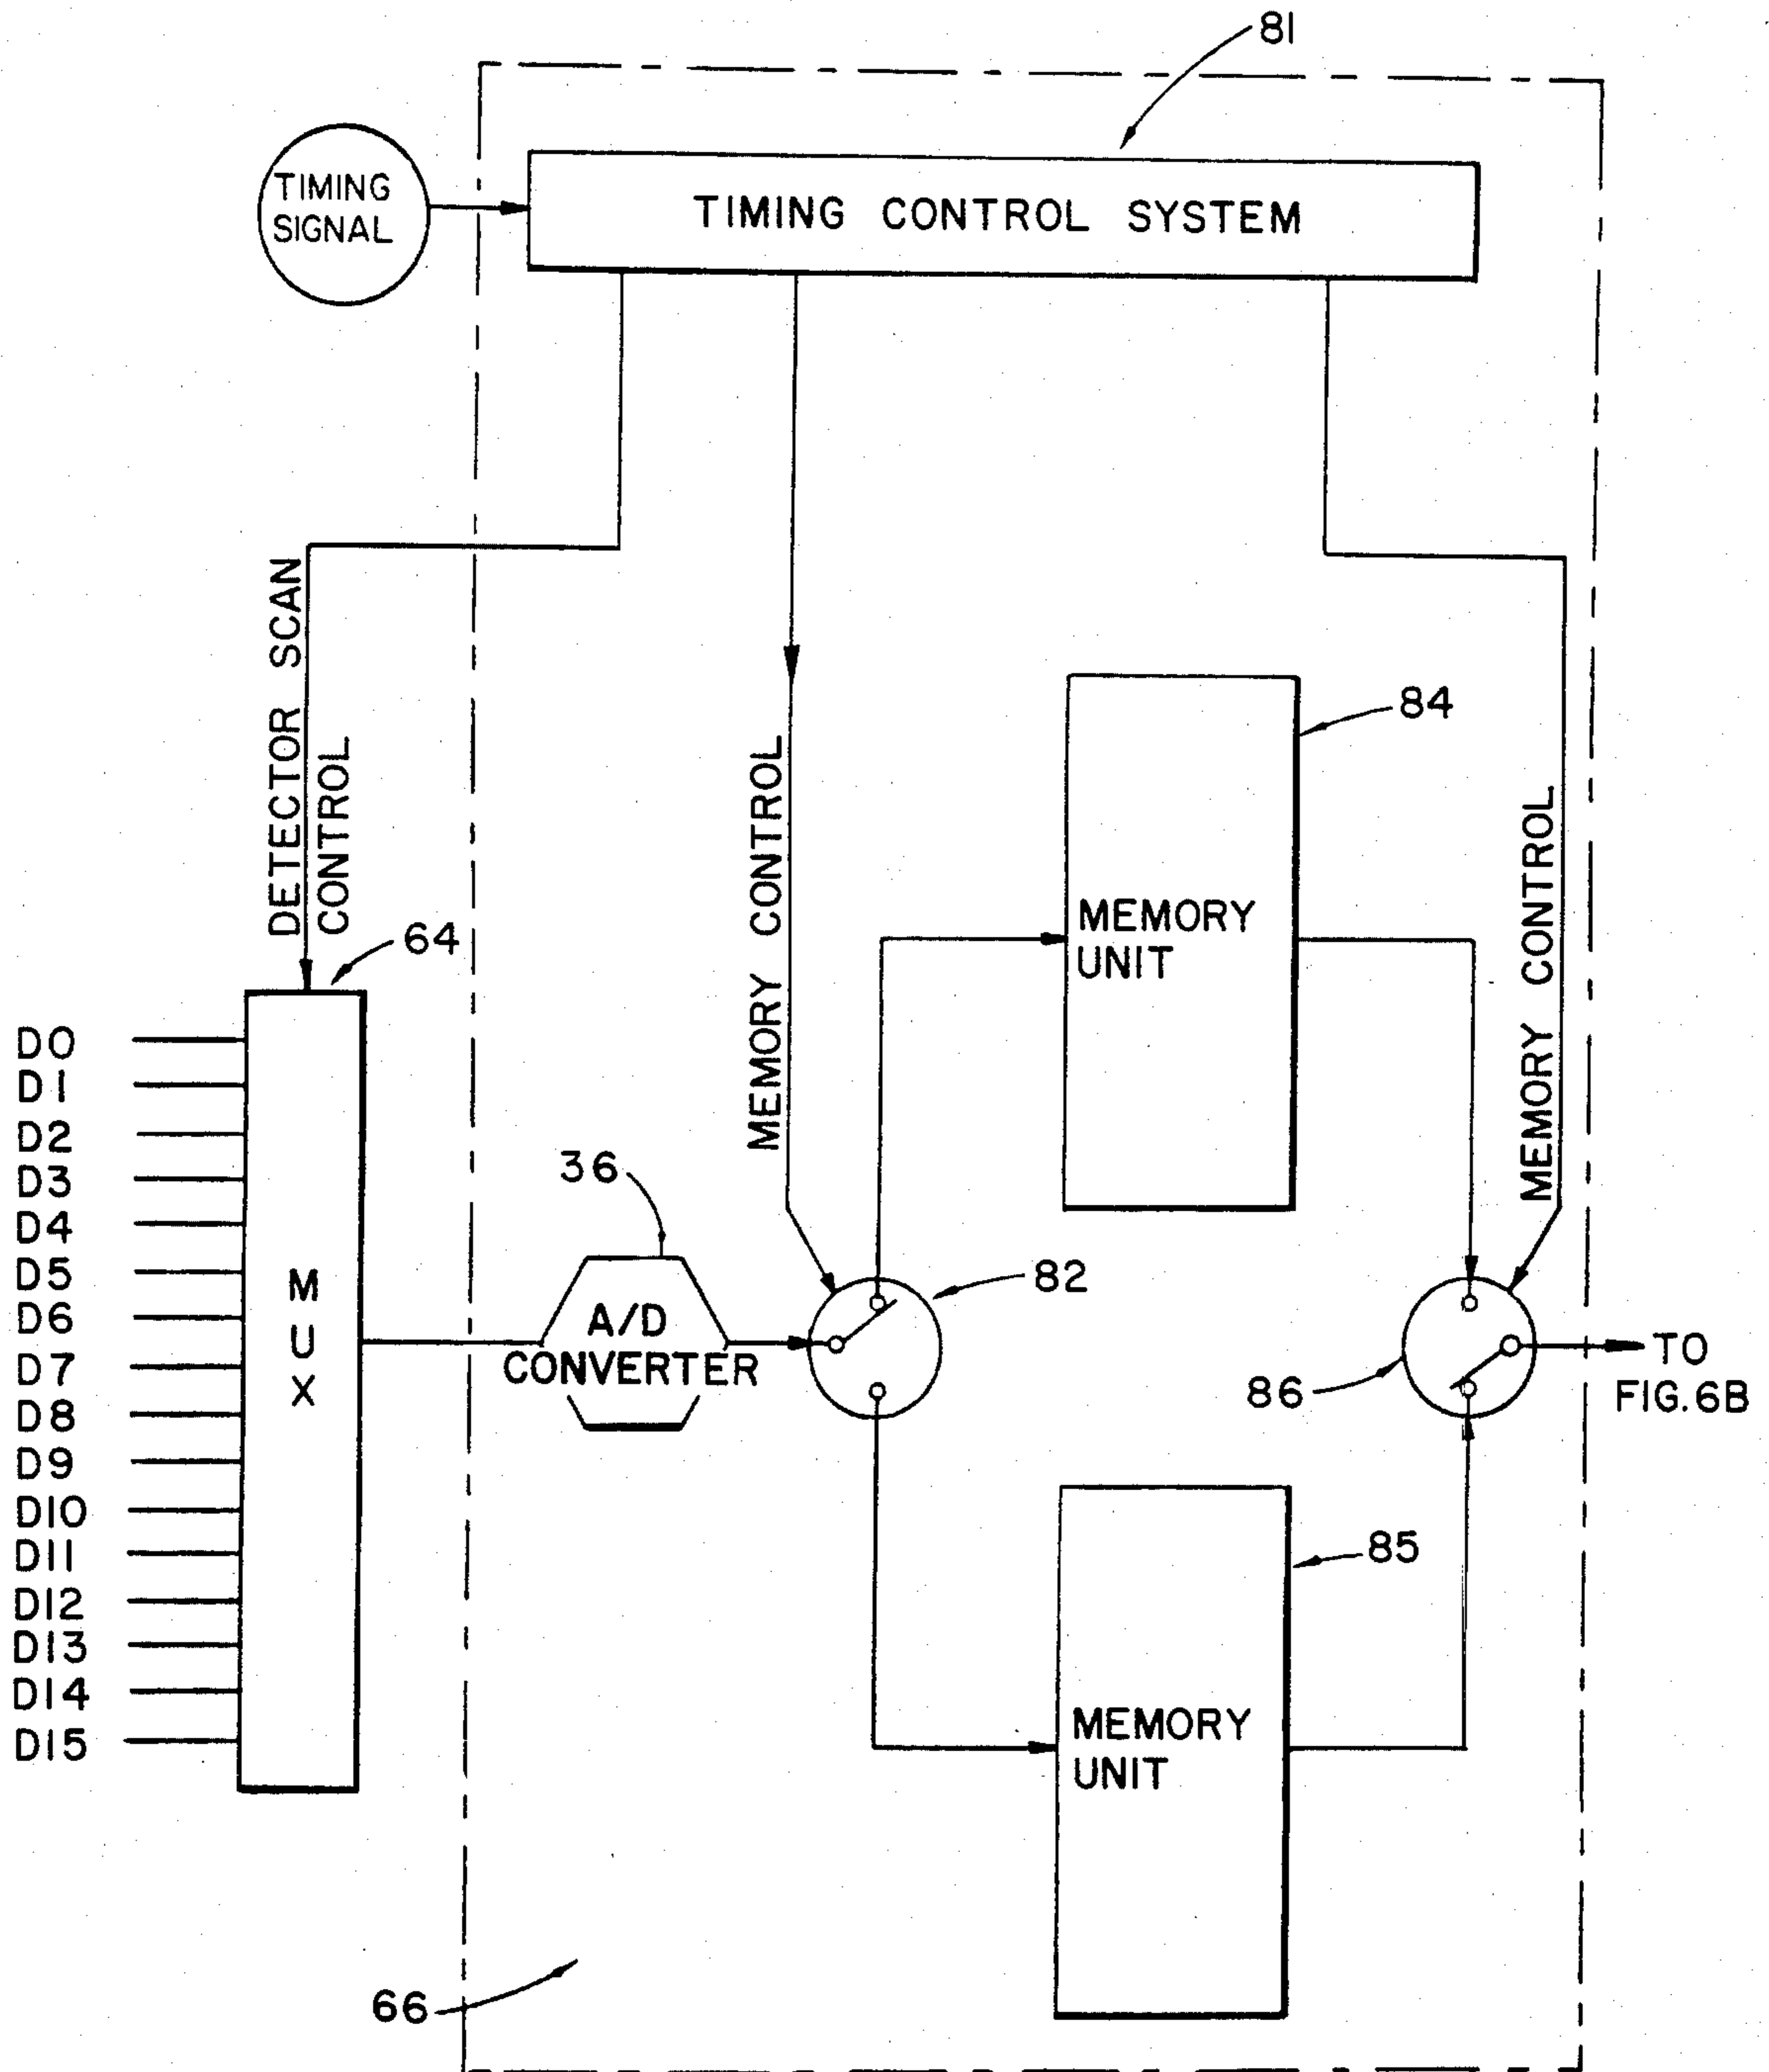 81
TIMING
SIGNAL
TIMING CONTROL SYSTEM
DETECTOR SCAN
CONTROL
MEMORY CONTROL
MEMORY CONTROL
84
MEMORY
UNIT
64
D0
D1
D2
D3
D4
D5
D6
D7
D8
D9
D10
D11
D12
D13
D14
D15
M
U
X
36
A/D
CONVERTER
82
86
TO
FIG.6B
85
MEMORY
UNIT
66